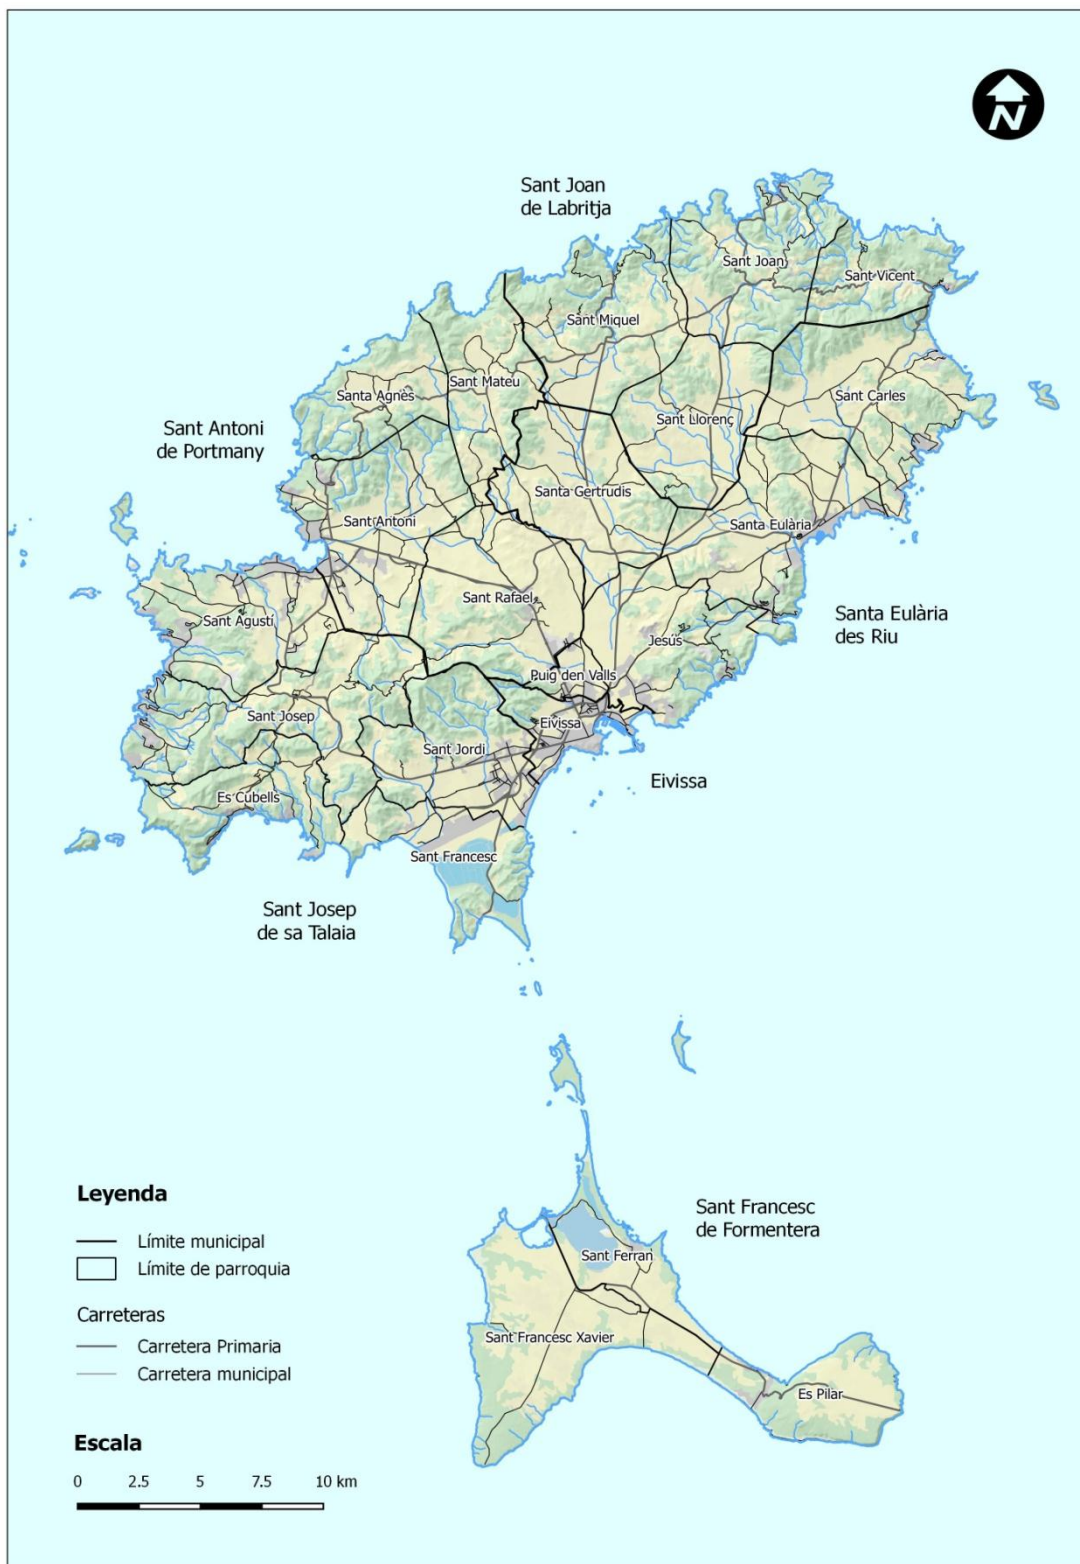 N
Sant Joan
de Labritja
Sant Joan
Sant Vicent
Sant Miquel
Sant Mateu
Santa Agnès
Sant Carles
Sant Llorenç
Sant Antoni
de Portmany
Santa Gertrudis
Sant Antoni
Santa Eulària
Sant Rafael
Sant Agustí
Santa Eulària
des Riu
Jesús
Puig den Valls
Sant Josep
Eivissa
Sant Jordi
Eivissa
Es Cubells
Sant Francesc
Sant Josep
de sa Talaia
Sant Francesc
de Formentera
Sant Ferran
Sant Francesc Xavier
Es Pilar
Leyenda
Límite municipal
Límite de parroquia
Carreteras
Carretera Primaria
Carretera municipal
Escala
0 2.5 5 7.5 10 km